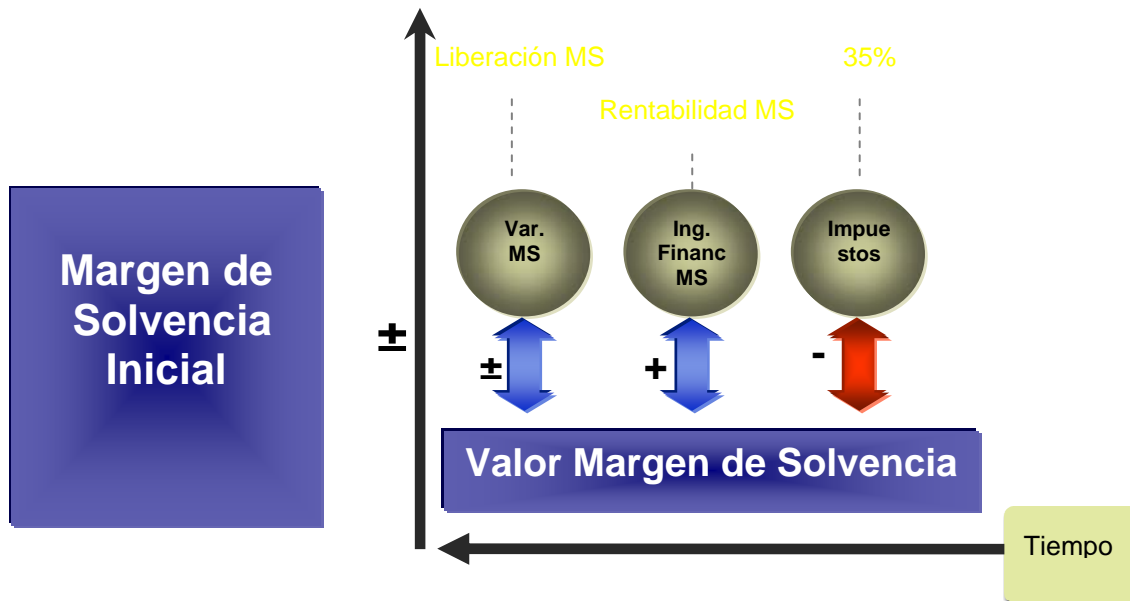 Liberación MS
35%
Rentabilidad MS
Margen de
Solvencia
Inicial
±
Var.
MS
Ing.
Financ
MS
Impue
stos
±
+
-
Valor Margen de Solvencia
Tiempo